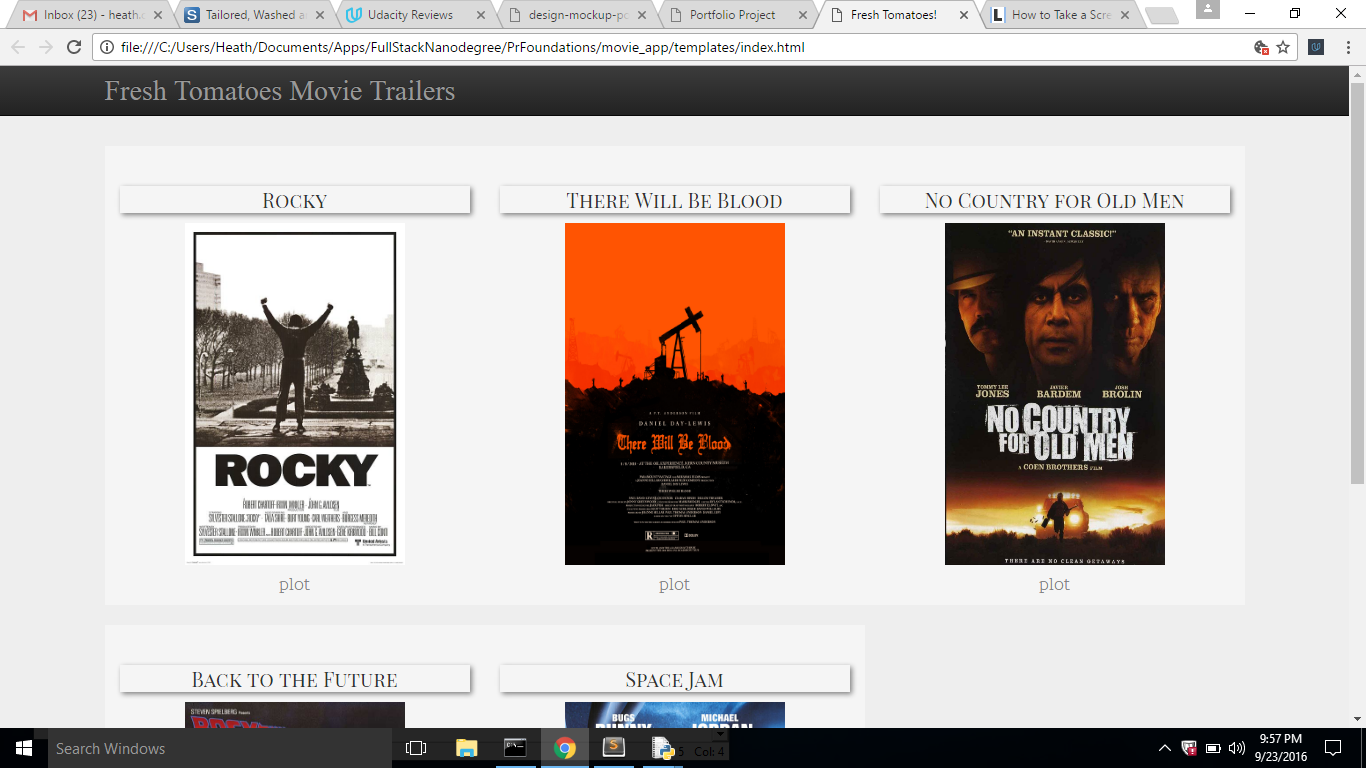 Inbox (23) - heath.c
Tailored, Washed a
Udacity Reviews
design-mockup-po
Portfolio Project
Fresh Tomatoes!
How to Take a Scre
file:///C:/Users/Heath/Documents/Apps/FullStackNanodegree/PrFoundations/movie_app/templates/index.html
Fresh Tomatoes Movie Trailers
Rocky
There Will Be Blood
No Country for Old Men
ROCKY
DANIEL DAY-LEWIS
There Will Be Blood
"AN INSTANT CLASSIC!"
TOMMY LEE JONES
JAVIER BARDEM
JOSH BROLIN
NO COUNTRY
FOR OLD MEN
A COEN BROTHERS FILM
THERE ARE NO CLEAN GETAWAYS
plot
plot
plot
Back to the Future
Space Jam
STEVEN SPIELBERG
BUGS
BUNNY
MICHAEL
JORDAN
Search Windows
Col: 4
9:57 PM
9/23/2016